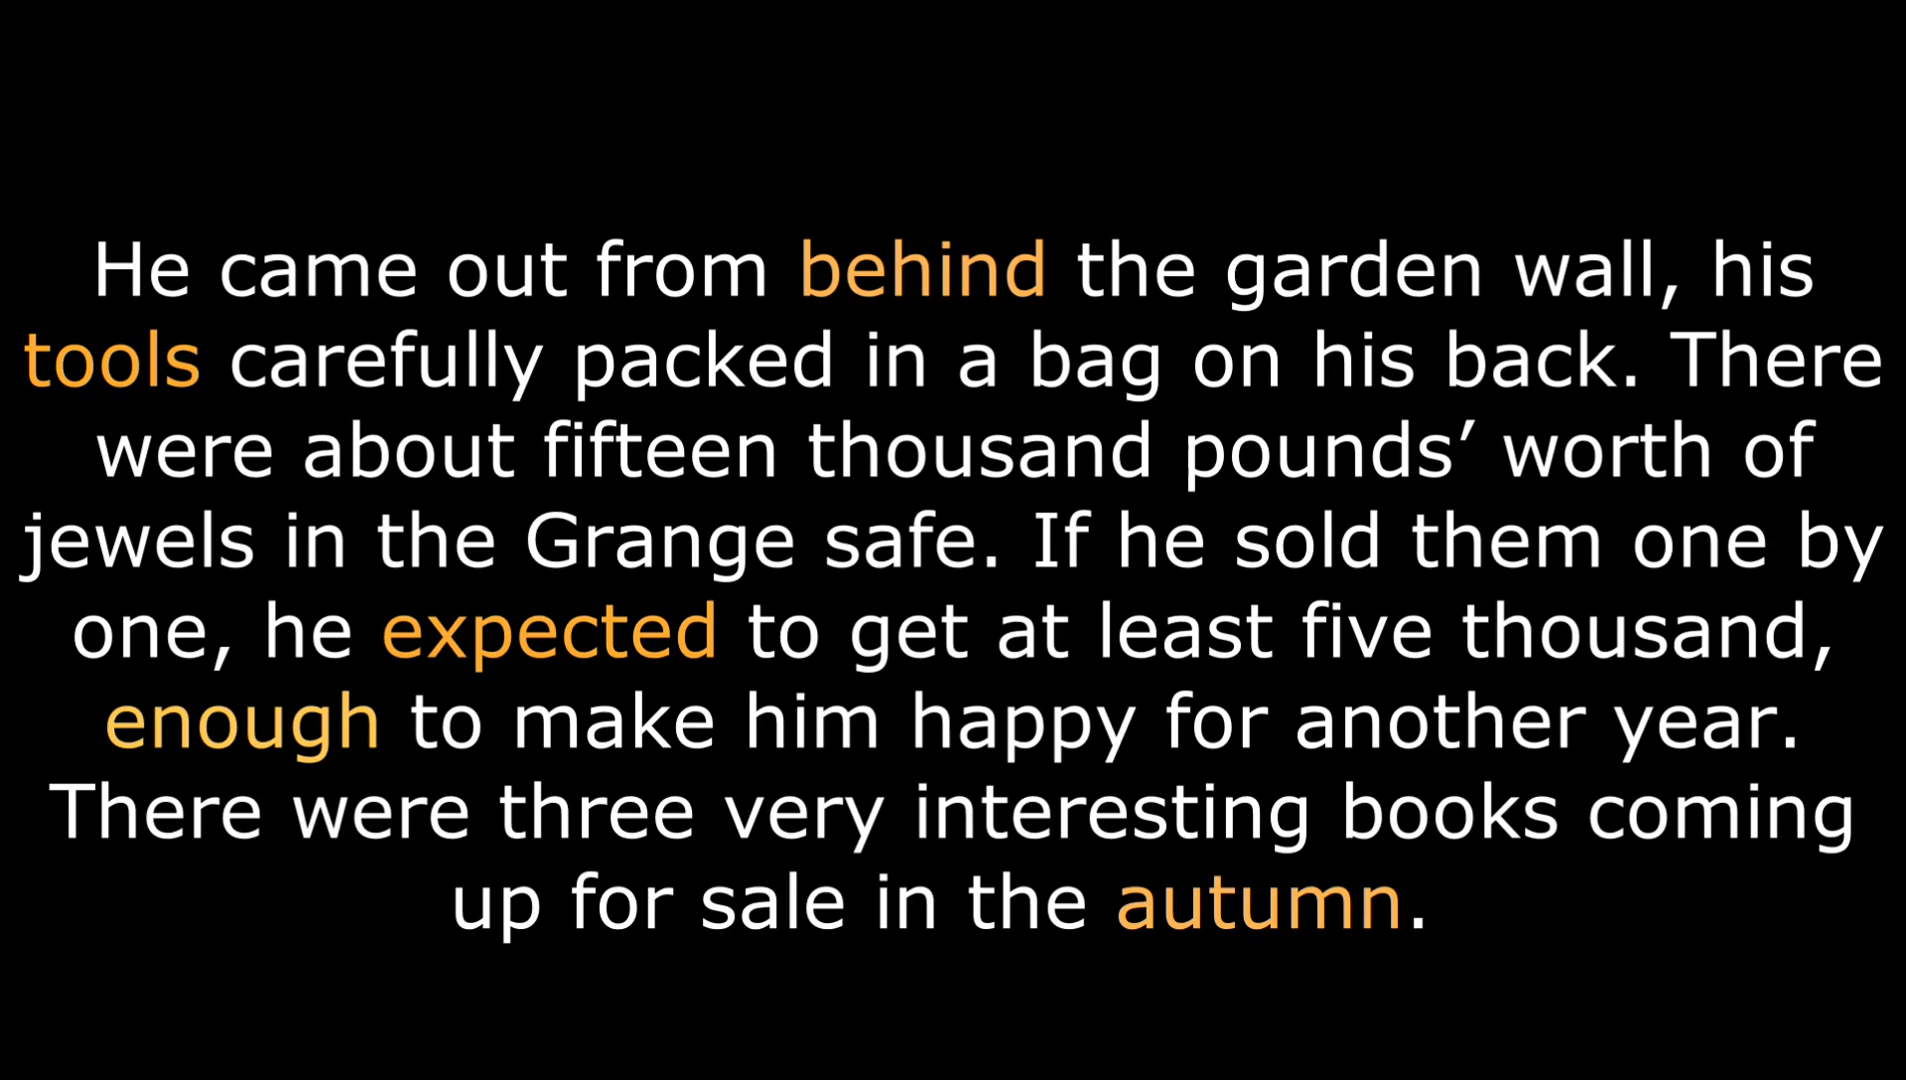 He came out from behind the garden wall, his
tools carefully packed in a bag on his back. There
were about fifteen thousand pounds’ worth of
jewels in the Grange safe. If he sold them one by
one, he expected to get at least five thousand,
enough to make him happy for another year.
There were three very interesting books coming
up for sale in the autumn.